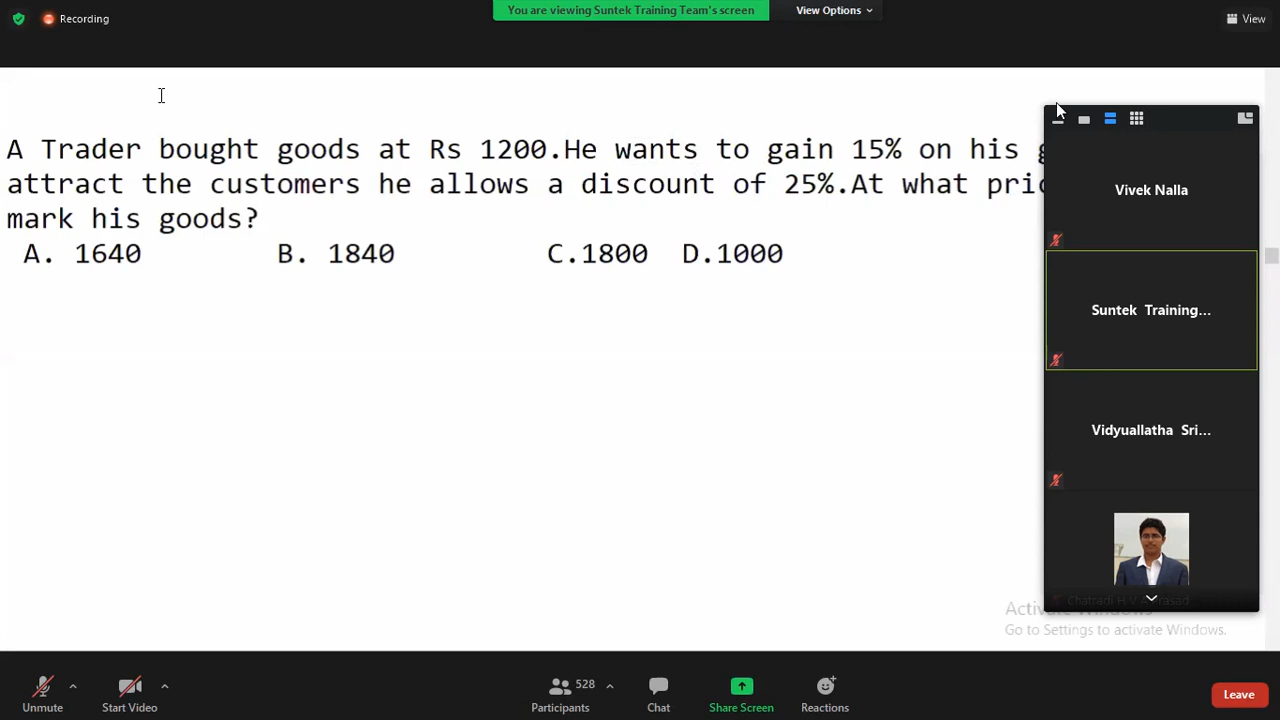 Recording
You are viewing Suntek Training Team's screen
View Options
View
A Trader bought goods at Rs 1200.He wants to gain 15% on his
attract the customers he allows a discount of 25%.At what
mark his goods?
A. 1640 B. 1840 C.1800 D.1000
Vivek Nalla
Suntek Training...
Vidyuallatha Sri...
Activate Windows
Go to Settings to activate Windows.
Unmute
Start Video
528
Participants
Chat
Share Screen
Reactions
Leave